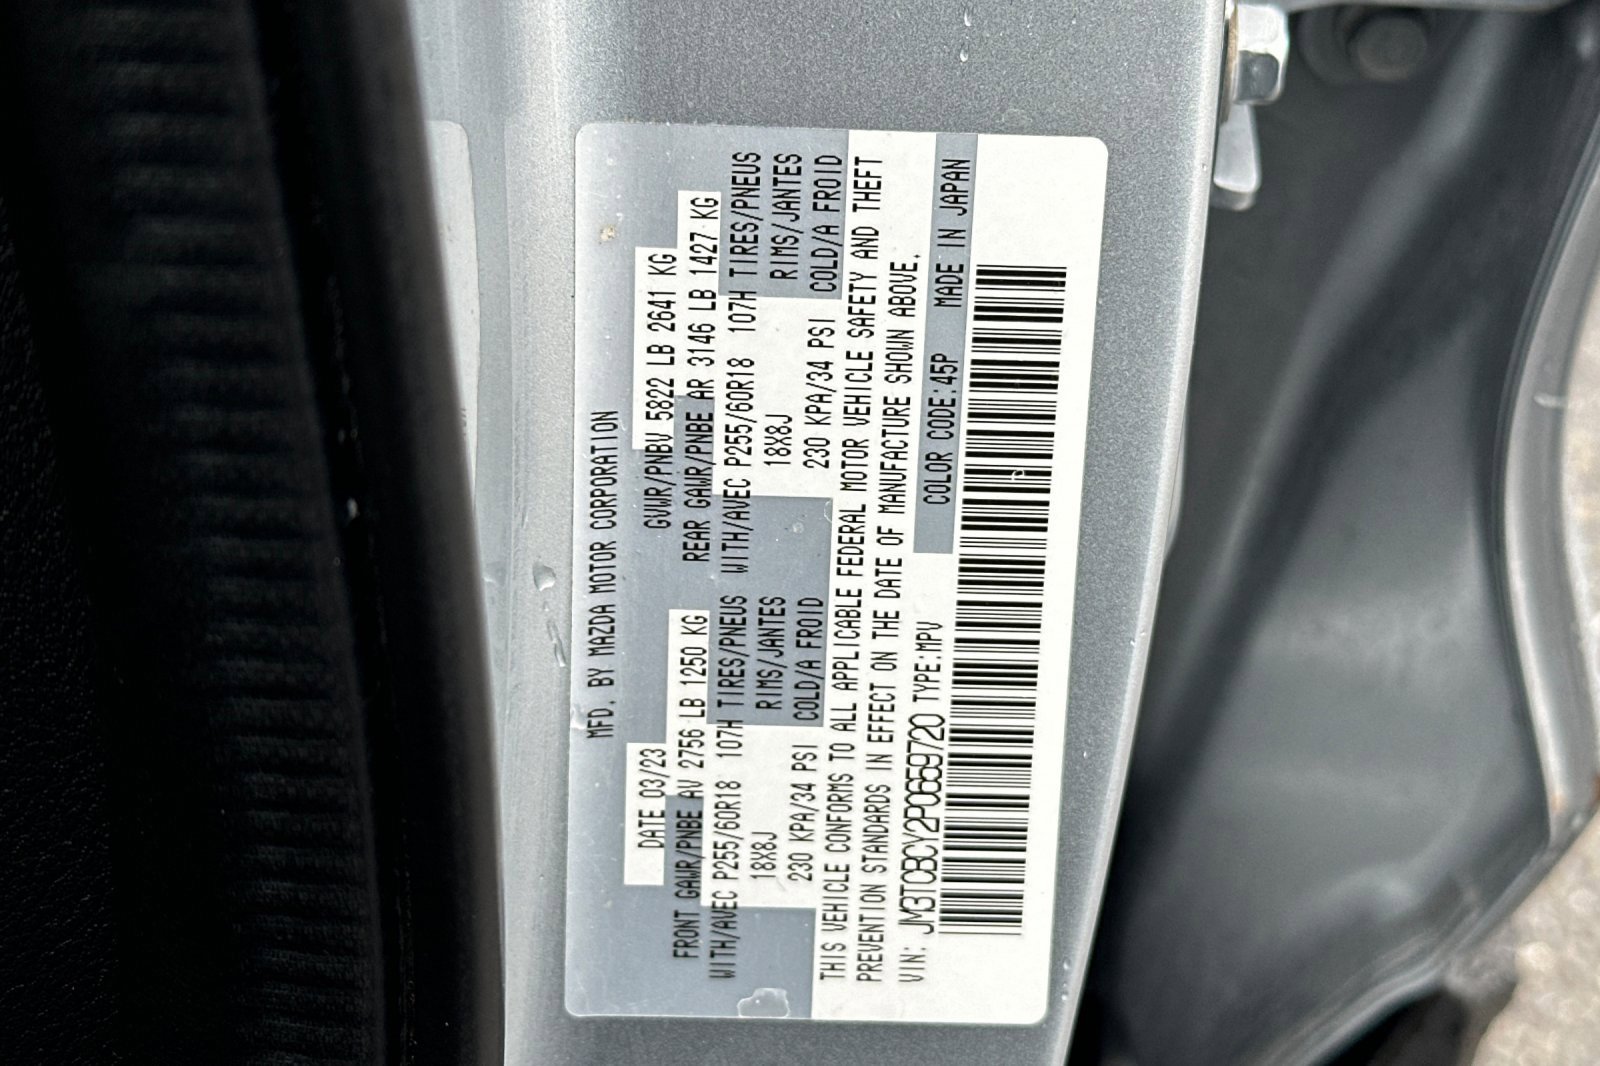 MFD. BY MAZDA MOTOR CORPORATION
DATE 03/23 GVWR/PNBV 5822 LB 2641 KG
FRONT GAWR/PNBE AV 2756 LB 1250 KG REAR GAWR/PNBE AR 3146 LB 1427 KG
WITH/AVEC P255/60R18 107H TIRES/PNEUS WITH/AVEC P255/60R18 107H TIRES/PNEUS
18X8J RIMS/JANTES 18X8J RIMS/JANTES
230 KPA/34 PSI COLD/A FROID 230 KPA/34 PSI COLD/A FROID
THIS VEHICLE CONFORMS TO ALL APPLICABLE FEDERAL MOTOR VEHICLE SAFETY AND THEFT
PREVENTION STANDARDS IN EFFECT ON THE DATE OF MANUFACTURE SHOWN ABOVE.
VIN: JM3TCBCY2P0669720 TYPE:MPV COLOR CODE:45P MADE IN JAPAN